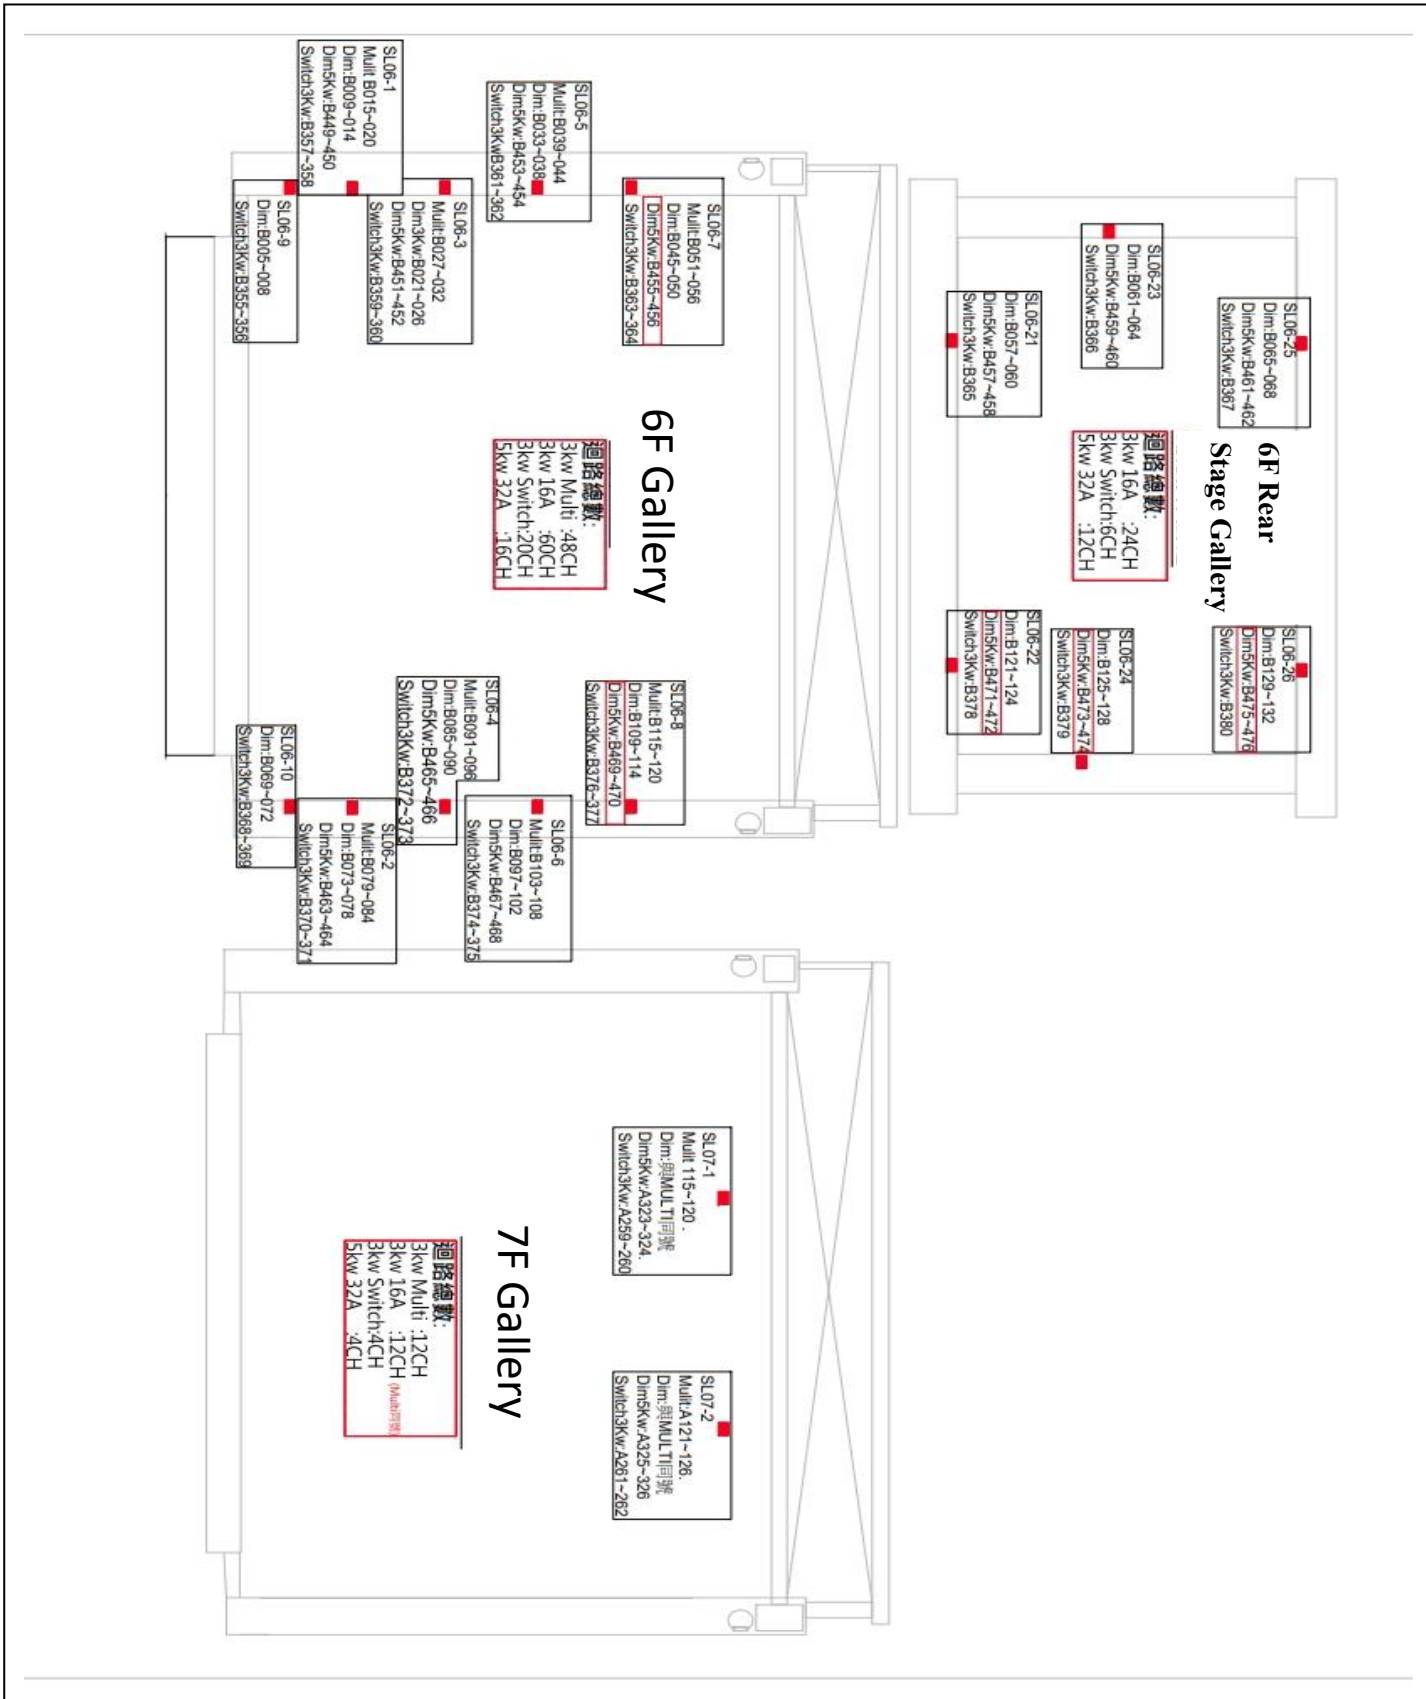 SL06-1
Mulit B015~020
Dim:B009~014
Dim5Kw:B449~450
Switch3Kw:B357~358
SL06-5
Mulit:B039~044
Dim:B033~038
Dim5Kw:B453~454
Switch3KwB361~362
SL06-9
Dim:B005~008
Switch3Kw:B355~356
SL06-3
Mulit:B027~032
Dim3Kw:B021~026
Dim5Kw:B451~452
Switch3Kw:B359~360
SL06-7
Mulit:B051~056
Dim:B045~050
Dim5Kw:B455~456
Switch3Kw:B363~364
6F Gallery
迴路總數:
3kw Multi :48CH
3kw 16A :60CH
3kw Switch:20CH
5kw 32A :16CH
SL06-8
Mulit:B115~120
Dim:B109~114
Dim5Kw:B469~470
Switch3Kw:B376~377
SL06-4
Mulit:B091~096
Dim:B085~090
Dim5Kw:B465~466
Switch3Kw:B372~373
SL06-10
Dim:B069~072
Switch3Kw:B368~369
SL06-2
Mulit:B079~084
Dim:B073~078
Dim5Kw:B463~464
Switch3Kw:B370~371
SL06-6
Mulit:B103~108
Dim:B097~102
Dim5Kw:B467~468
Switch3Kw:B374~375
SL06-25
Dim:B065~068
Dim5Kw:B461~462
Switch3Kw:B367
SL06-23
Dim:B061~064
Dim5Kw:B459~460
Switch3Kw:B366
SL06-21
Dim:B057~060
Dim5Kw:B457~458
Switch3Kw:B365
6F Rear
Stage Gallery
迴路總數:
3kw 16A :24CH
3kw Switch:6CH
5kw 32A :12CH
SL06-26
Dim:B129~132
Dim5Kw:B475~476
Switch3Kw:B380
SL06-24
Dim:B125~128
Dim5Kw:B473~474
Switch3Kw:B379
SL06-22
Dim:B121~124
Dim5Kw:B471~472
Switch3Kw:B378
SL07-1
Mulit 115~120 .
Dim:與MULTI同號
Dim5Kw:A323~324.
Switch3Kw:A259~260
7F Gallery
迴路總數:
3kw Multi :12CH
3kw 16A :12CH (Multi同號)
3kw Switch:4CH
5kw 32A :4CH
SL07-2
Mulit:A121~126.
Dim:與MULTI同號
Dim5Kw:A325~326
Switch3Kw:A261~262